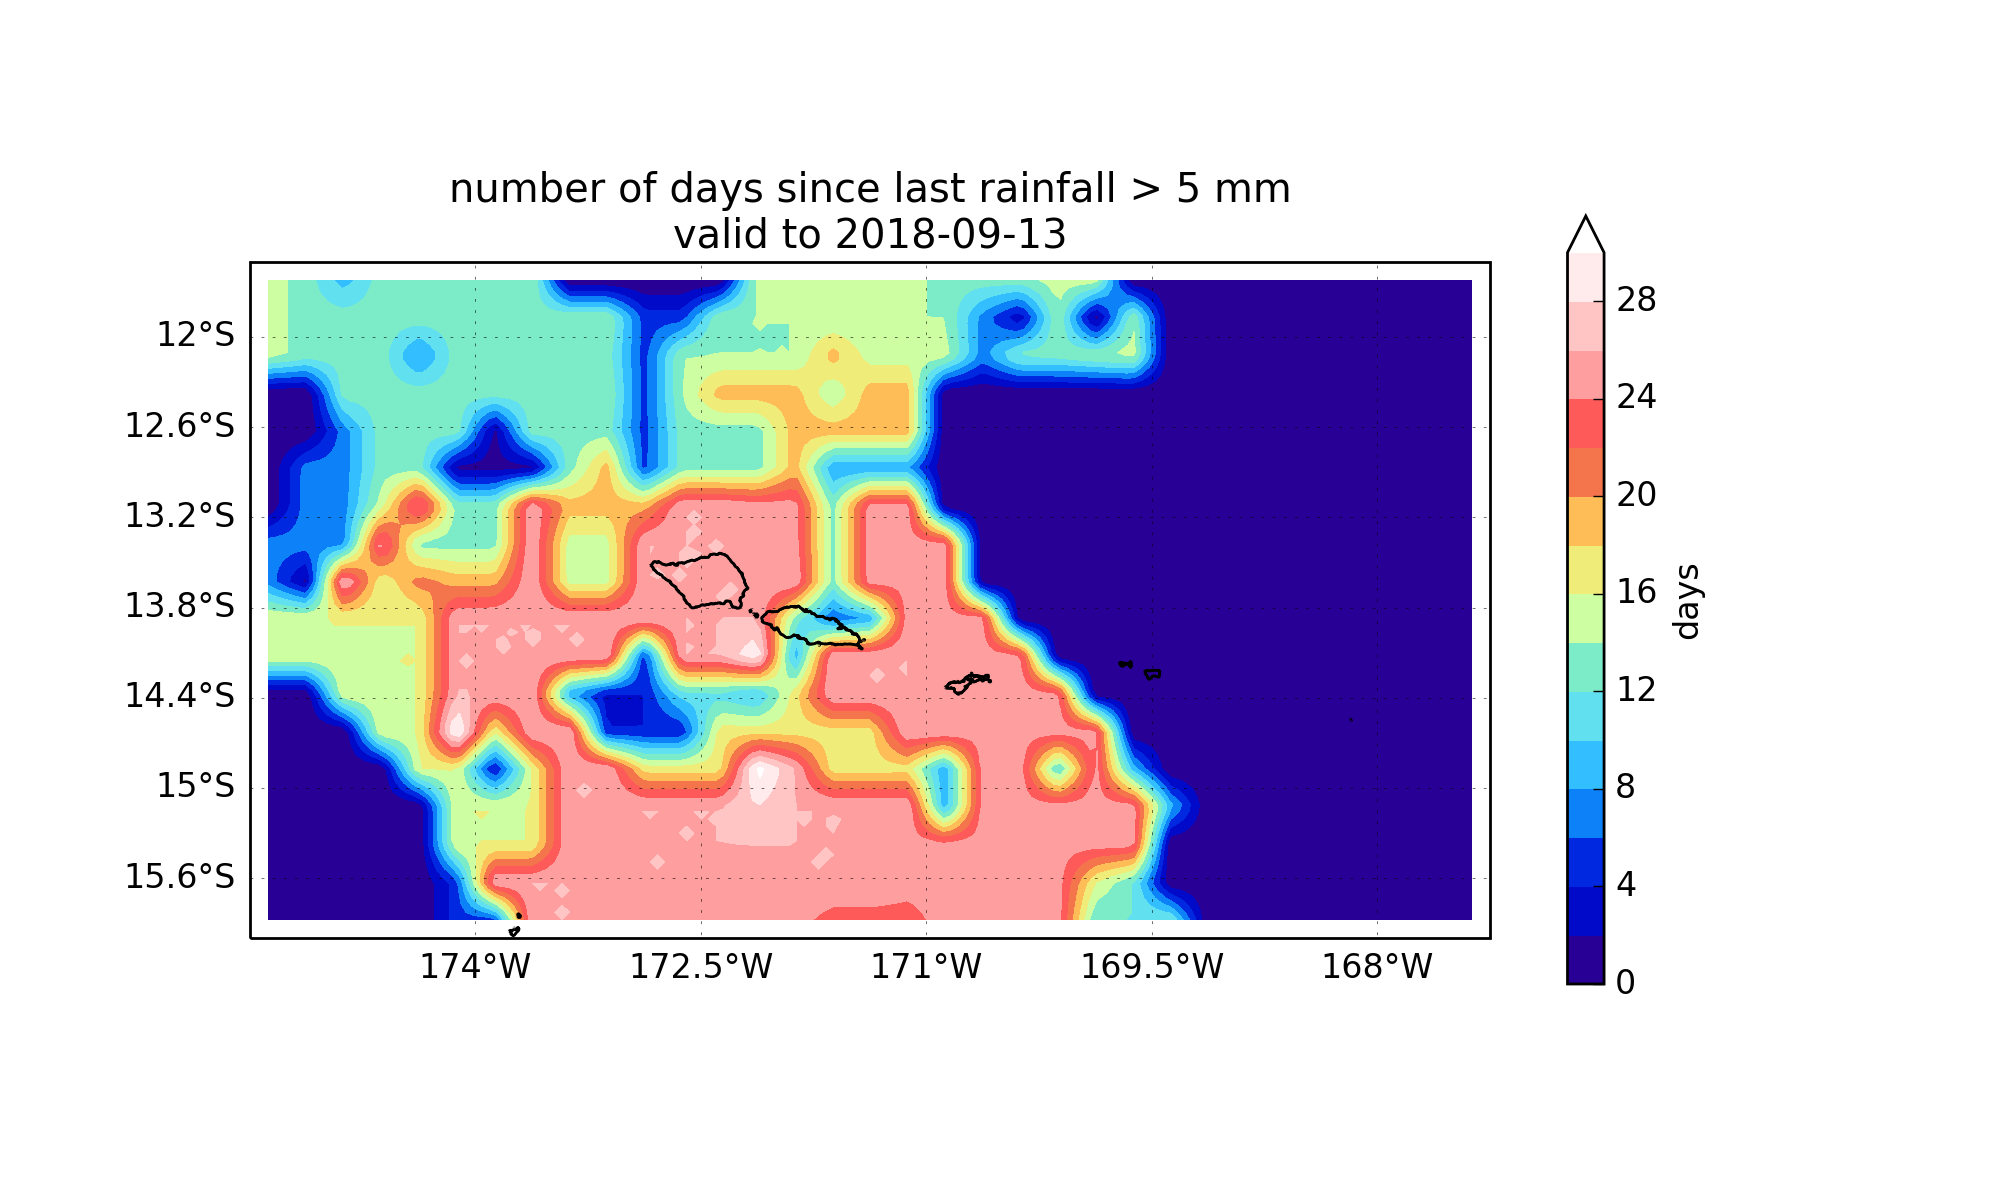 number of days since last rainfall > 5 mm
valid to 2018-09-13
12°S
12.6°S
13.2°S
13.8°S
14.4°S
15°S
15.6°S
174°W 172.5°W 171°W 169.5°W 168°W
28
24
20
16
12
8
4
0
days